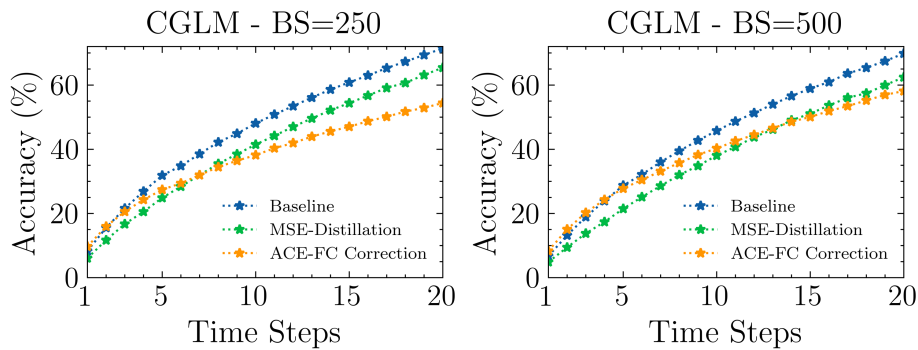 CGLM - BS=250
Accuracy (%)
60
40
20
0
Baseline
MSE-Distillation
ACE-FC Correction
1 5 10 15 20
Time Steps
CGLM - BS=500
Accuracy (%)
60
40
20
0
Baseline
MSE-Distillation
ACE-FC Correction
1 5 10 15 20
Time Steps